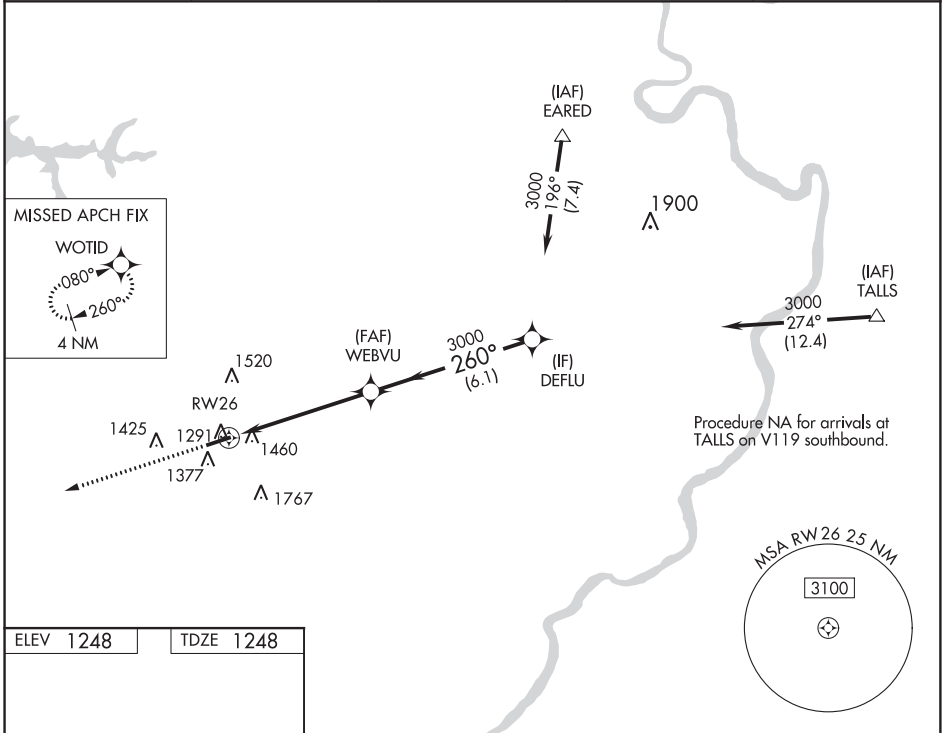 (IAF)
EARED
3000
196°
(7.4)
1900
MISSED APCH FIX
WOTID
080°
260°
4 NM
(IAF)
TALLS
3000
274°
(12.4)
(FAF)
WEBVU
3000
260°
(6.1)
(IF)
DEFLU
1520
RW26
1425
1291
1460
1377
1767
Procedure NA for arrivals at
TALLS on V119 southbound.
MSA RW26 25 NM
3100
ELEV 1248
TDZE 1248